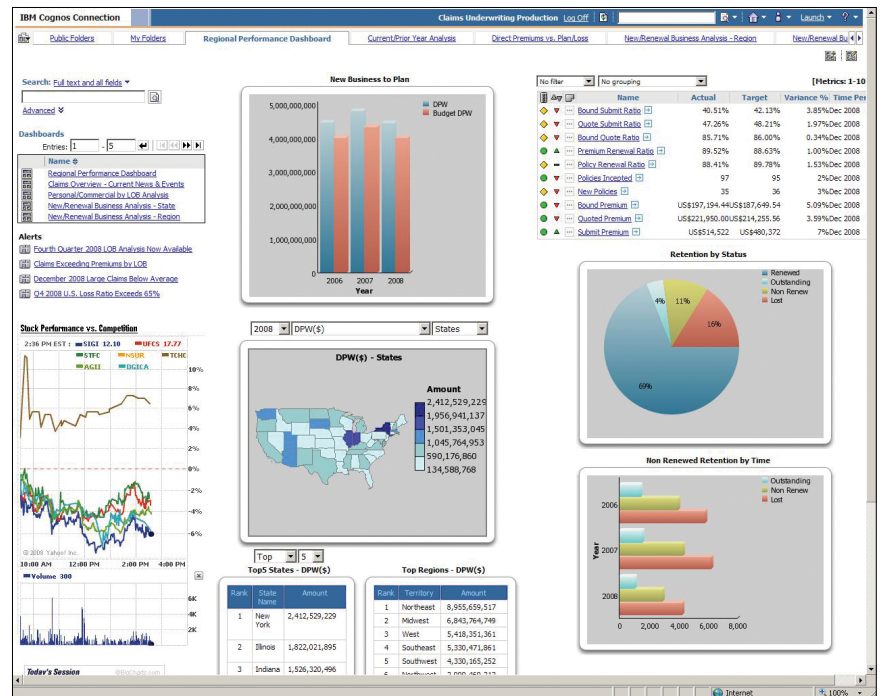 IBM Cognos Connection
Claims Underwriting Production Log Off Launch ?
Public Folders My Folders Regional Performance Dashboard Current/Prior Year Analysis Direct Premiums vs. Plan/Loss New/Renewal Business Analysis - Region New/Renewal Bu
Search: Full text and all fields
Advanced
Dashboards
Entries: 1 - 5
Name
Regional Performance Dashboard
Claims Overview - Current News & Events
Personal/Commercial by LOB Analysis
New/Renewal Business Analysis - State
New/Renewal Business Analysis - Region
Alerts
Fourth Quarter 2008 LOB Analysis Now Available
Claims Exceeding Premiums by LOB
December 2008 Large Claims Below Average
Q4 2008 U.S. Loss Ratio Exceeds 65%
Stock Performance vs. Competition
2:36 PM EST : SIGI 12.10 UFCS 17.77
STFC NSUR TCHC
AGII DGICA
10%
8%
6%
4%
2%
0%
-2%
-4%
-6%
© 2008 Yahoo! Inc.
10:00 AM 12:00 PM 2:00 PM 4:00 PM
Volume 300
6K
4K
2K
Today's Session ©BigCharts.com
New Business to Plan
DPW
Budget DPW
5,000,000,000
4,000,000,000
3,000,000,000
2,000,000,000
1,000,000,000
0
2006 2007 2008
Year
2008 DPW($) States
DPW($) - States
Amount
2,412,529,229
1,956,941,137
1,501,353,045
1,045,764,953
590,176,860
134,588,768
Top 5
Top5 States - DPW($)
Rank State Name Amount
1 New York 2,412,529,229
2 Illinois 1,822,021,895
3 Indiana 1,526,320,496
Top Regions - DPW($)
Rank Territory Amount
1 Northeast 8,955,659,517
2 Midwest 6,843,764,749
3 West 5,418,351,361
4 Southeast 5,330,471,861
5 Southwest 4,330,165,252
No filter No grouping [Metrics: 1-10
Name Actual Target Variance % Time Per
Bound Submit Ratio 40.51% 42.13% 3.85% Dec 2008
Quote Submit Ratio 47.26% 48.21% 1.97% Dec 2008
Bound Quote Ratio 85.71% 86.00% 0.34% Dec 2008
Premium Renewal Ratio 89.52% 88.63% 1.00% Dec 2008
Policy Renewal Ratio 88.41% 89.78% 1.53% Dec 2008
Policies Incepted 97 95 2% Dec 2008
New Policies 35 36 3% Dec 2008
Bound Premium US$197,194.44 US$187,649.54 5.09% Dec 2008
Quoted Premium US$221,950.00 US$214,255.56 3.59% Dec 2008
Submit Premium US$514,522 US$480,372 7% Dec 2008
Retention by Status
Renewed
Outstanding
Non Renew
Lost
4% 11%
16%
69%
Non Renewed Retention by Time
Outstanding
Non Renew
Lost
2006
2007
2008
Year
0 2,000 4,000 6,000 8,000
Internet 100%